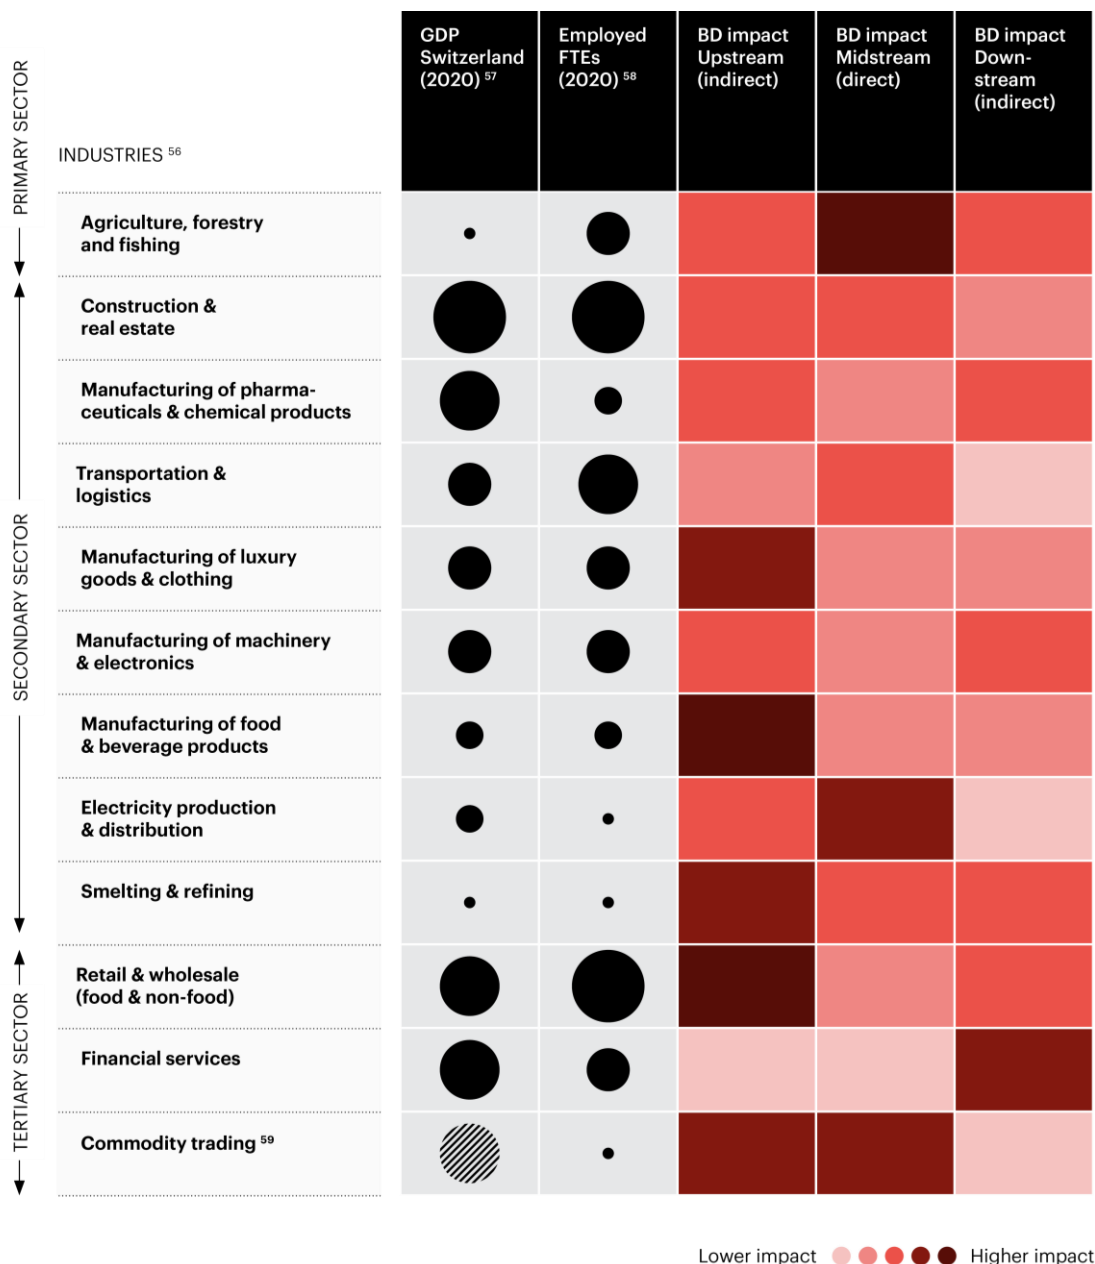 GDP
Switzerland
(2020) 57
Employed
FTEs
(2020) 58
BD impact
Upstream
(indirect)
BD impact
Midstream
(direct)
BD impact
Down-
stream
(indirect)
PRIMARY SECTOR
INDUSTRIES 56
Agriculture, forestry
and fishing
SECONDARY SECTOR
Construction &
real estate
Manufacturing of pharma-
ceuticals & chemical products
Transportation &
logistics
Manufacturing of luxury
goods & clothing
Manufacturing of machinery
& electronics
Manufacturing of food
& beverage products
Electricity production
& distribution
Smelting & refining
TERTIARY SECTOR
Retail & wholesale
(food & non-food)
Financial services
Commodity trading 59
Lower impact
Higher impact